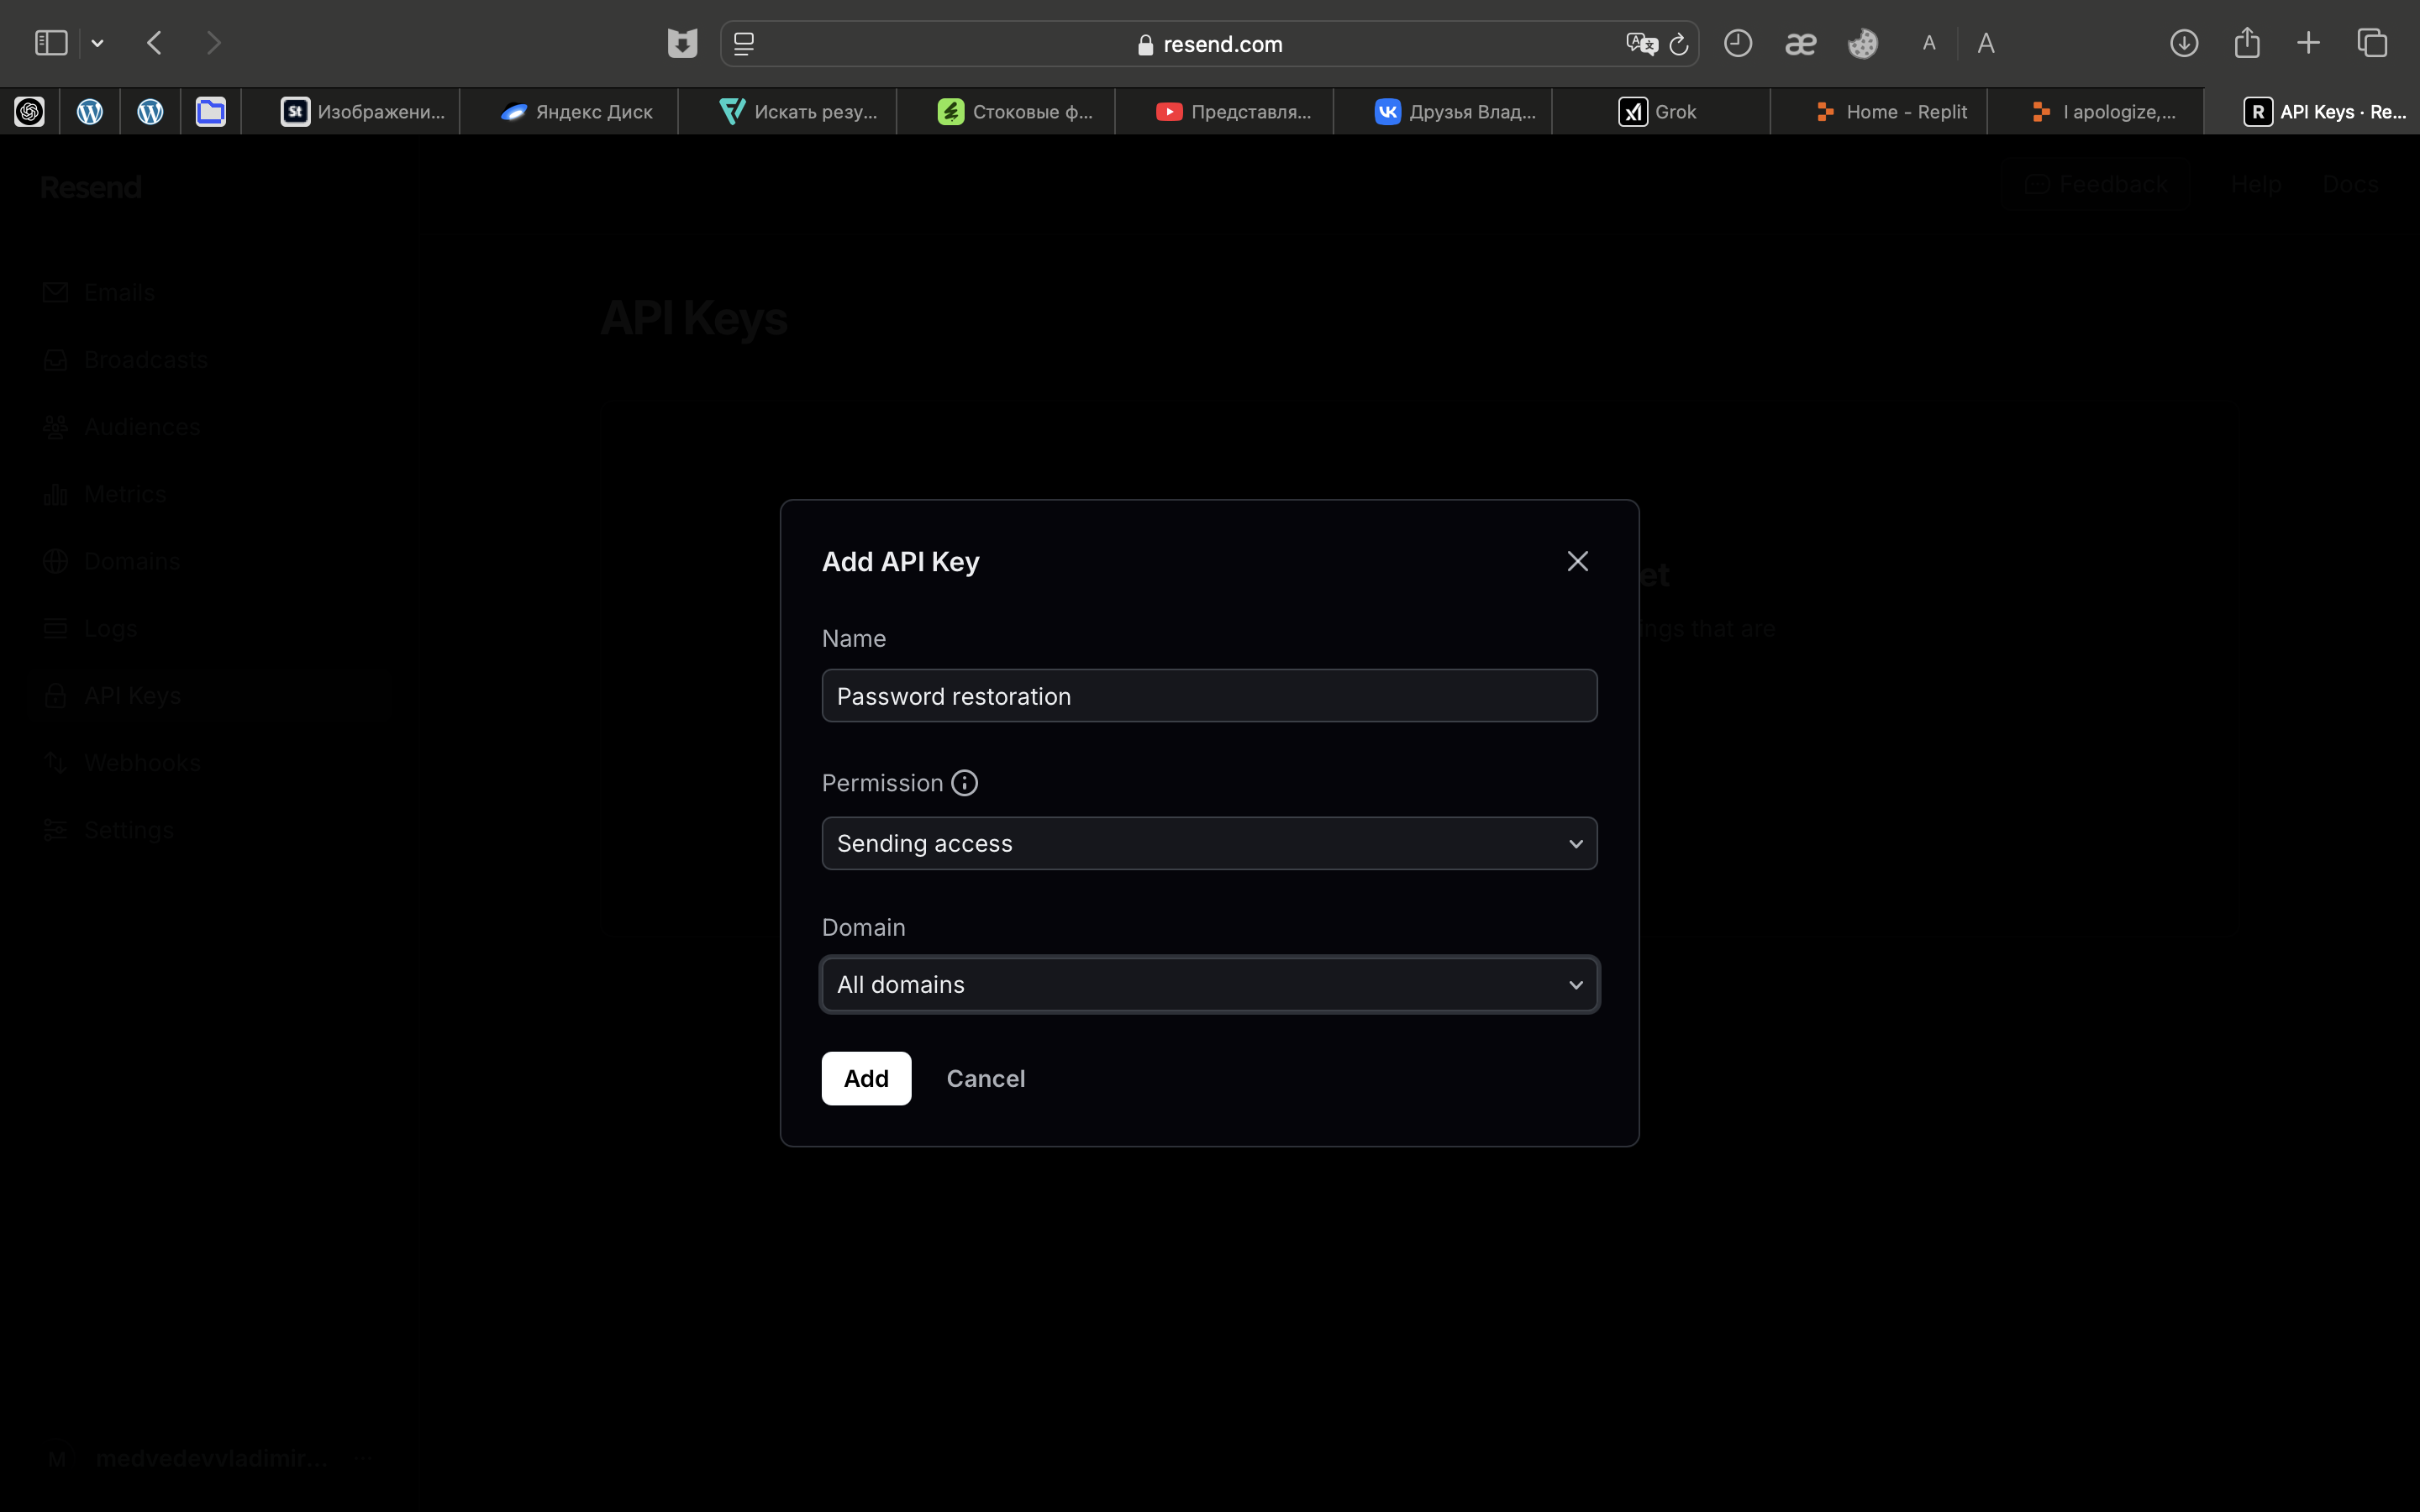 resend.com
A A
Изображени...
Яндекс Диск
Искать резу...
Стоковые ф...
Представля...
Друзья Влад...
Grok
Home - Replit
I apologize,...
API Keys · Re...
Resend
Feedback
Help
Docs
Emails
Broadcasts
Audiences
Metrics
Domains
Logs
API Keys
Webhooks
Settings
API Keys
et
ings that are
Add API Key
Name
Password restoration
Permission
Sending access
Domain
All domains
Add
Cancel
M
medvedevvladimir...